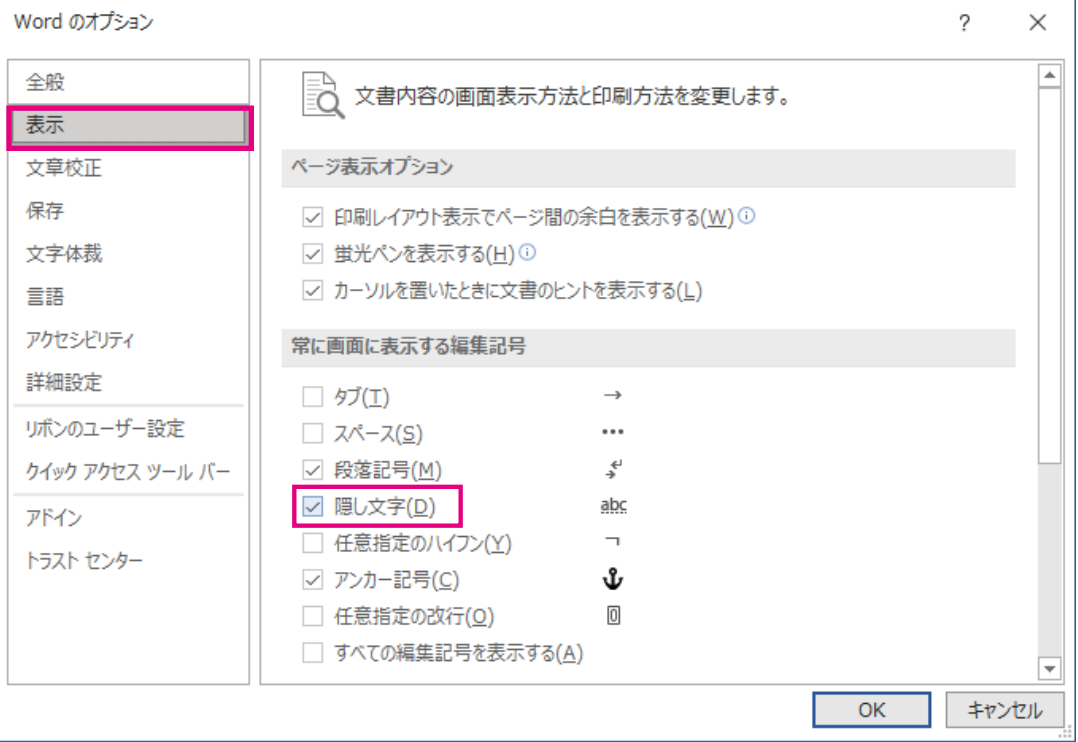 Word のオプション
?
全般
表示
文章校正
保存
文字体裁
言語
アクセシビリティ
詳細設定
リボンのユーザー設定
クイック アクセス ツール バー
アドイン
トラスト センター
文書内容の画面表示方法と印刷方法を変更します。
ページ表示オプション
印刷レイアウト表示でページ間の余白を表示する(W)
蛍光ペンを表示する(H)
カーソルを置いたときに文書のヒントを表示する(L)
常に画面に表示する編集記号
タブ(T)
スペース(S)
段落記号(M)
隠し文字(D) abc
任意指定のハイフン(Y)
アンカー記号(C)
任意指定の改行(O)
すべての編集記号を表示する(A)
OK キャンセル